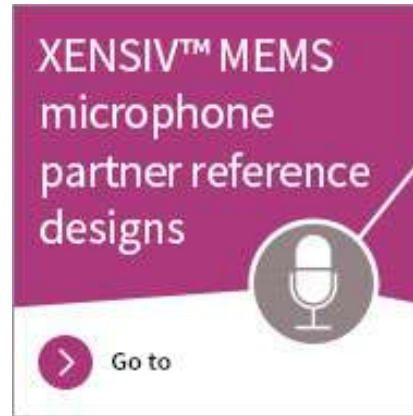 XENSIV™ MEMS
microphone
partner reference
designs
Go to